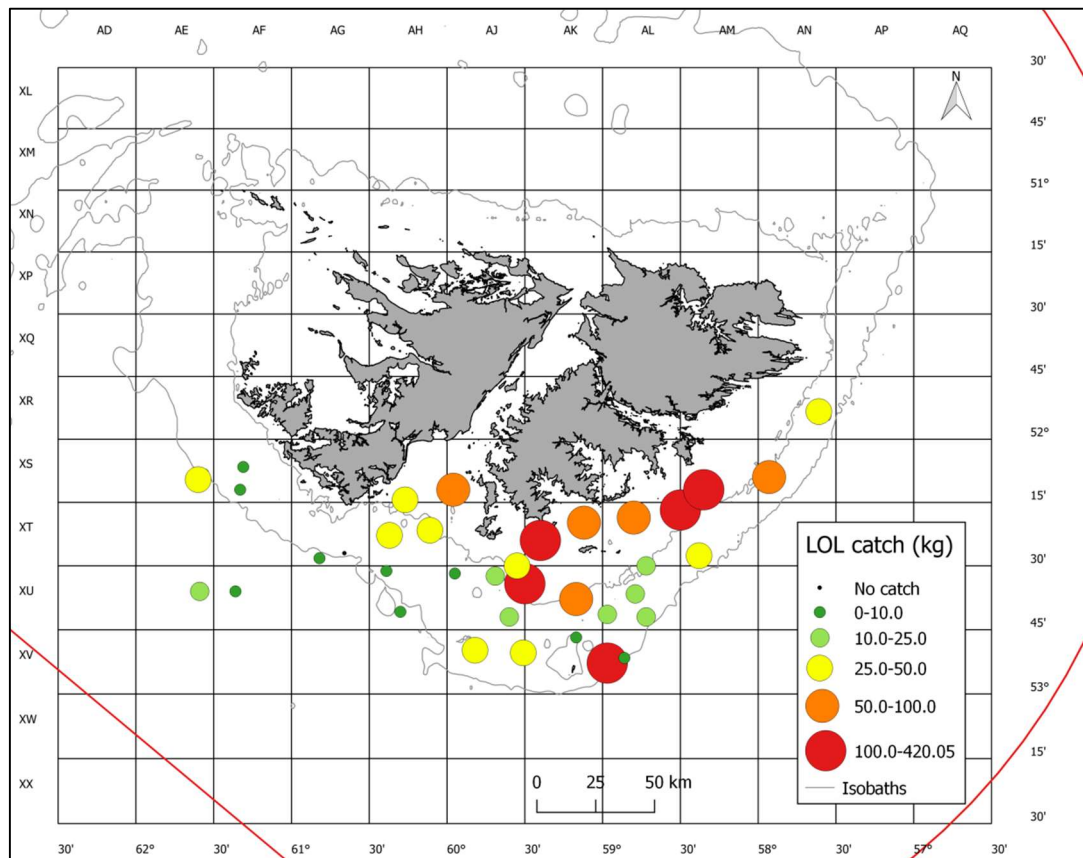 AD AE AF AG AH AJ AK AL AM AN AP AQ
30'
XL
N
45'
XM
51°
XN
15'
XP
30'
XQ
45'
XR
52°
XS
15'
XT
LOL catch (kg)
30'
No catch
XU
0-10.0
10.0-25.0
45'
25.0-50.0
XV
53°
50.0-100.0
XW
100.0-420.05
15'
0 25 50 km
Isobaths
XX
30'
30' 62° 30' 61° 30' 60° 30' 59° 30' 58° 30' 57° 30'